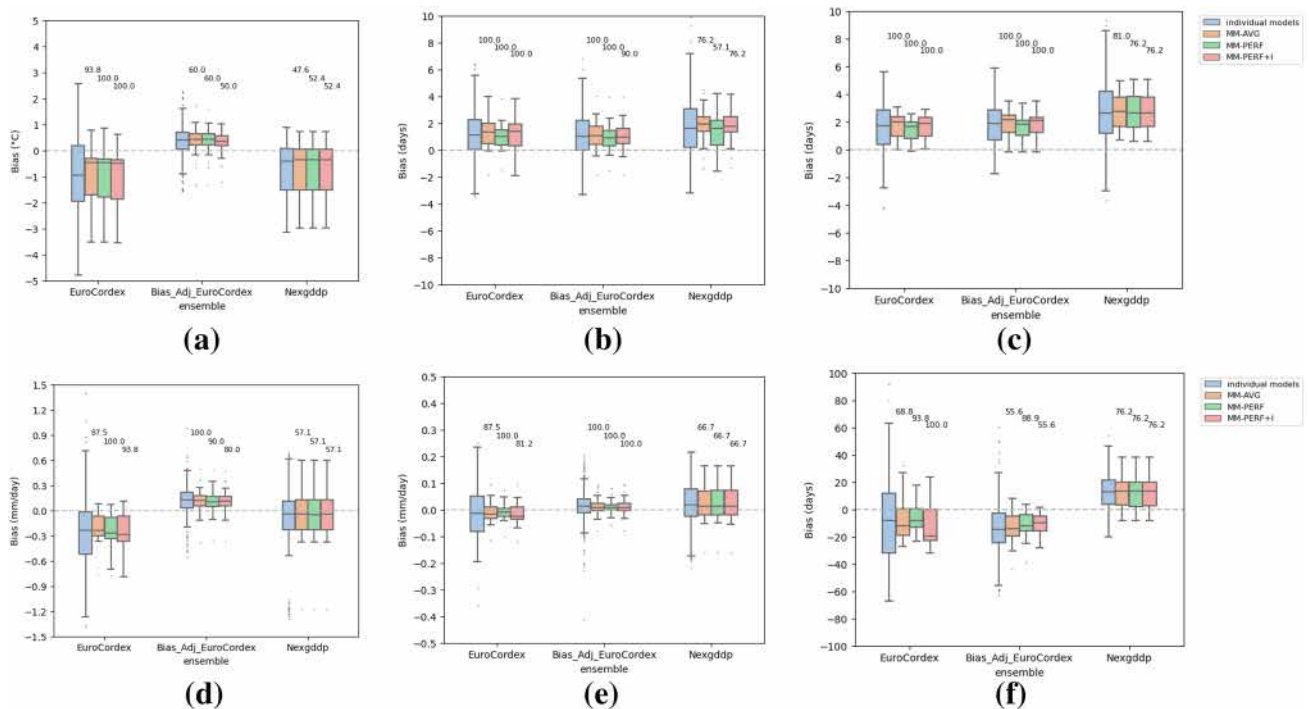 5
4
3
2
1
0
−1
−2
−3
−4
−5
Bias (°C)
93.8
100.0
100.0
60.0
60.0
50.0
47.6
52.4
52.4
EuroCordex
Bias_Adj_EuroCordex
Nexgddp
ensemble
(a)
10
8
6
4
2
0
−2
−4
−6
−8
−10
Bias (days)
100.0
100.0
100.0
100.0
100.0
90.0
76.2
57.1
76.2
EuroCordex
Bias_Adj_EuroCordex
Nexgddp
ensemble
(b)
10
8
6
4
2
0
2
4
6
8
10
Bias (days)
100.0
100.0
100.0
100.0
100.0
100.0
81.0
76.2
76.2
EuroCordex
Bias_Adj_EuroCordex
Nexgddp
ensemble
(c)
individual models
MM-AVG
MM-PERF
MM-PERF+I
1.5
1.2
0.9
0.6
0.3
0.0
−0.3
−0.6
−0.9
−1.2
−1.5
Bias (mm/day)
87.5
100.0
93.8
100.0
90.0
80.0
57.1
57.1
57.1
EuroCordex
Bias_Adj_EuroCordex
Nexgddp
ensemble
(d)
0.5
0.4
0.3
0.2
0.1
0.0
−0.1
−0.2
−0.3
−0.4
−0.5
Bias (mm/day)
87.5
100.0
81.2
100.0
100.0
100.0
66.7
66.7
66.7
EuroCordex
Bias_Adj_EuroCordex
Nexgddp
ensemble
(e)
100
80
60
40
20
0
−20
−40
−60
−80
−100
Bias (days)
68.8
93.8
100.0
55.6
88.9
55.6
76.2
76.2
76.2
EuroCordex
Bias_Adj_EuroCordex
Nexgddp
ensemble
(f)
individual models
MM-AVG
MM-PERF
MM-PERF+I